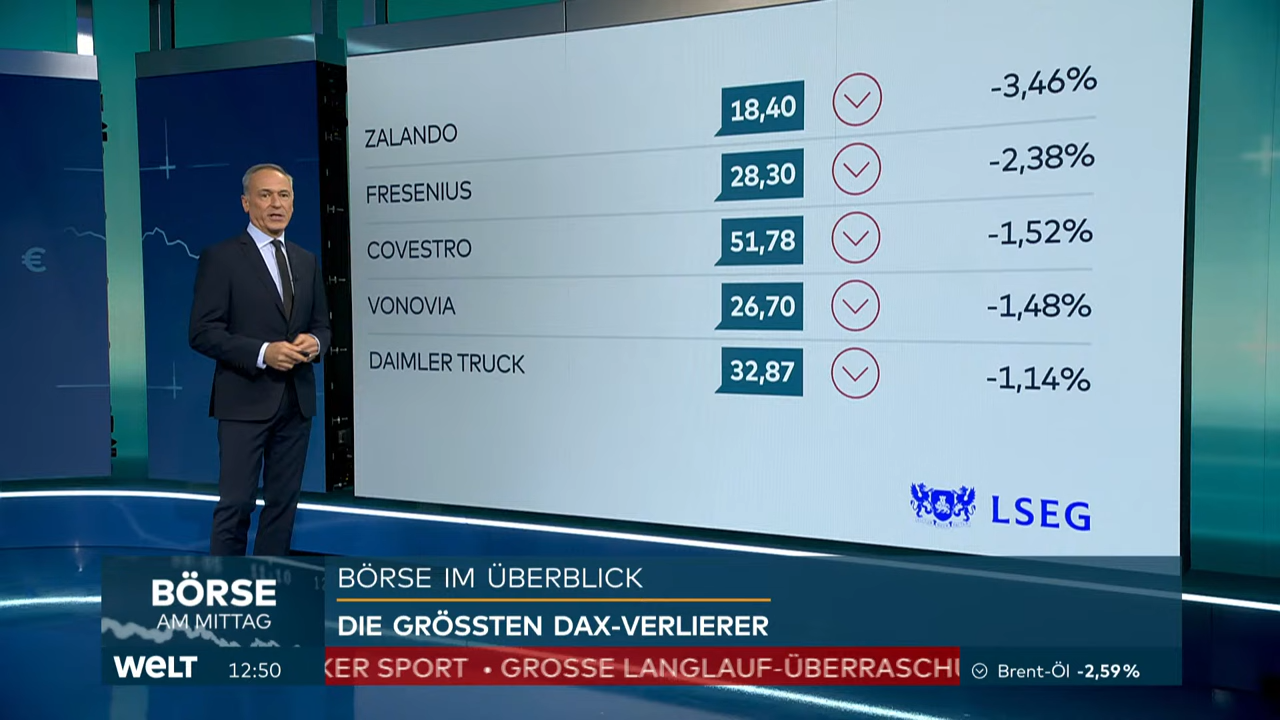 ZALANDO 18,40 -3,46%
FRESENIUS 28,30 -2,38%
COVESTRO 51,78 -1,52%
VONOVIA 26,70 -1,48%
DAIMLER TRUCK 32,87 -1,14%
€
LSEG
BÖRSE
AM MITTAG
BÖRSE IM ÜBERBLICK
DIE GRÖSSTEN DAX-VERLIERER
welt 12:50 KER SPORT • GROSSE LANGLAUF-ÜBERRASCHU Brent-Öl -2,59%